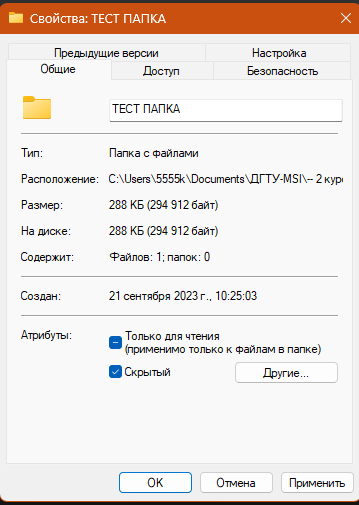 Свойства: ТЕСТ ПАПКА
Предыдущие версии Настройка
Общие Доступ Безопасность
ТЕСТ ПАПКА
Тип: Папка с файлами
Расположение: C:\Users\5555k\Documents\ДГТУ-MSI\-- 2 курс
Размер: 288 КБ (294 912 байт)
На диске: 288 КБ (294 912 байт)
Содержит: Файлов: 1; папок: 0
Создан: 21 сентября 2023 г., 10:25:03
Атрибуты: Только для чтения
(применимо только к файлам в папке)
Скрытый Другие...
ОК Отмена Применить